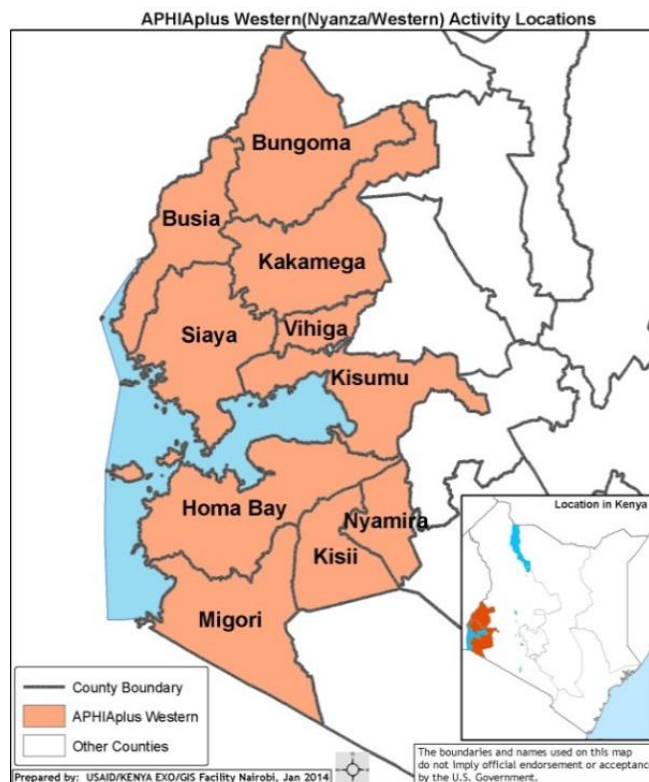 APHIAplus Western(Nyanza/Western) Activity Locations
Bungoma
Busia
Kakamega
Siaya
Vihiga
Kisumu
Homa Bay
Nyamira
Kisii
Migori
Location in Kenya
County Boundary
APHIAplus Western
Other Counties
Prepared by: USAID/KENYA EXO/GIS Facility Nairobi, Jan 2014
The boundaries and names used on this map
do not imply official endorsement or acceptance
by the U.S. Government.